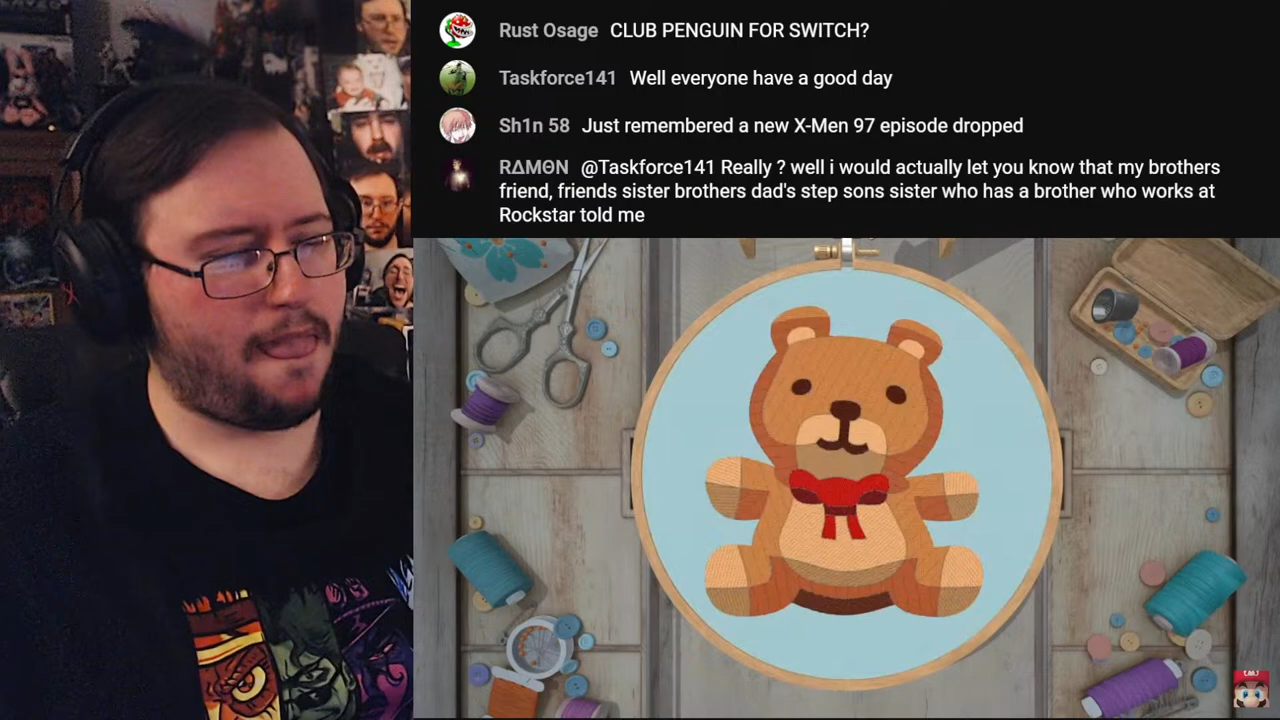 Rust Osage CLUB PENGUIN FOR SWITCH?
Taskforce141 Well everyone have a good day
Sh1n 58 Just remembered a new X-Men 97 episode dropped
RΔMΘN @Taskforce141 Really ? well i would actually let you know that my brothers
friend, friends sister brothers dad's step sons sister who has a brother who works at
Rockstar told me